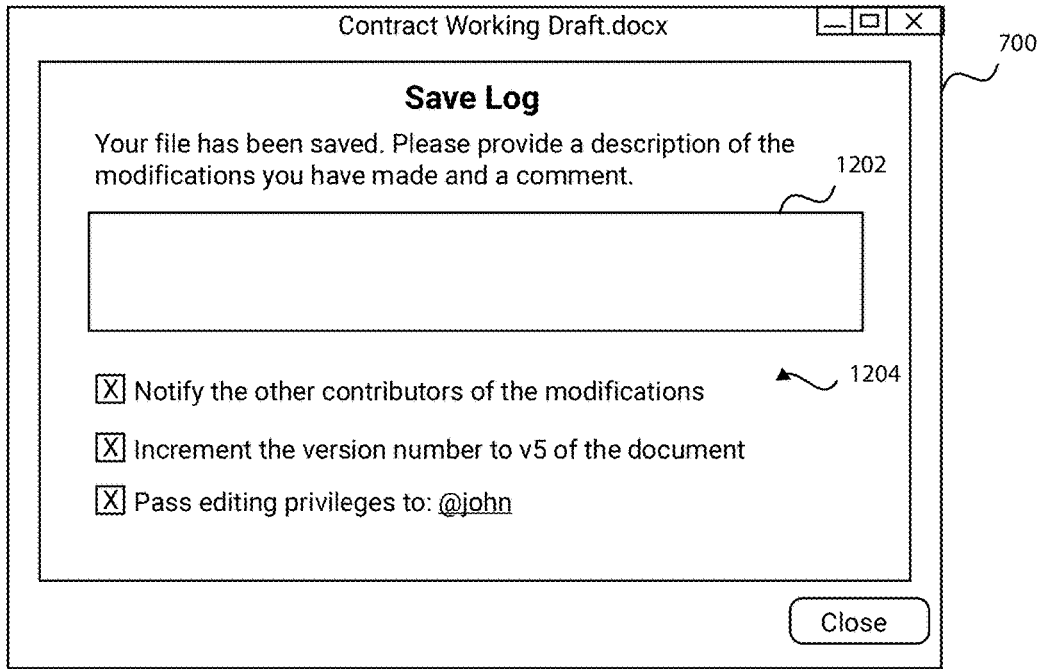 Contract Working Draft.docx
700
Save Log
Your file has been saved. Please provide a description of the
modifications you have made and a comment.
1202
1204
[X] Notify the other contributors of the modifications
[X] Increment the version number to v5 of the document
[X] Pass editing privileges to: @john
Close